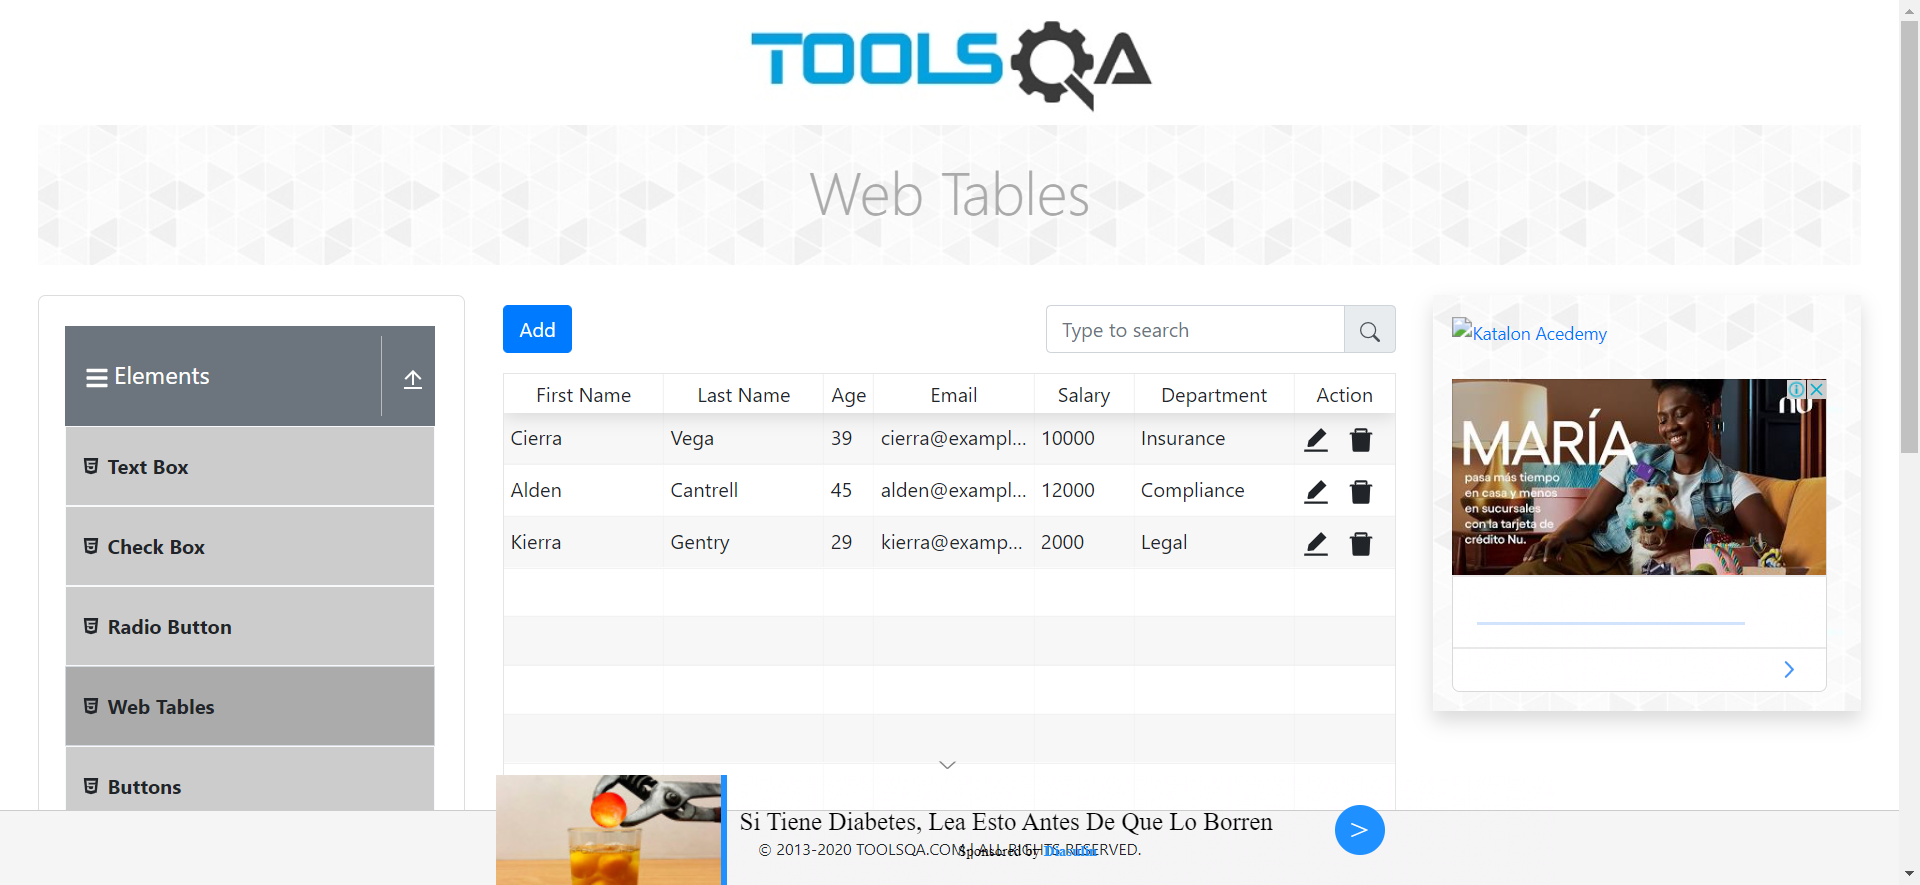 TOOLSQA
Web Tables
Elements
Text Box
Check Box
Radio Button
Web Tables
Buttons
Add
Type to search
First Name Last Name Age Email Salary Department Action
Cierra Vega 39 cierra@exampl... 10000 Insurance
Alden Cantrell 45 alden@exampl... 12000 Compliance
Kierra Gentry 29 kierra@examp... 2000 Legal
Katalon Acedemy
nu
MARÍA
pasa más tiempo
en casa y menos
en sucursales
con la tarjeta de
crédito Nu.
Si Tiene Diabetes, Lea Esto Antes De Que Lo Borren
>
© 2013-2020 TOOLSQA.COM | ALL RIGHTS RESERVED.
Sponsored by